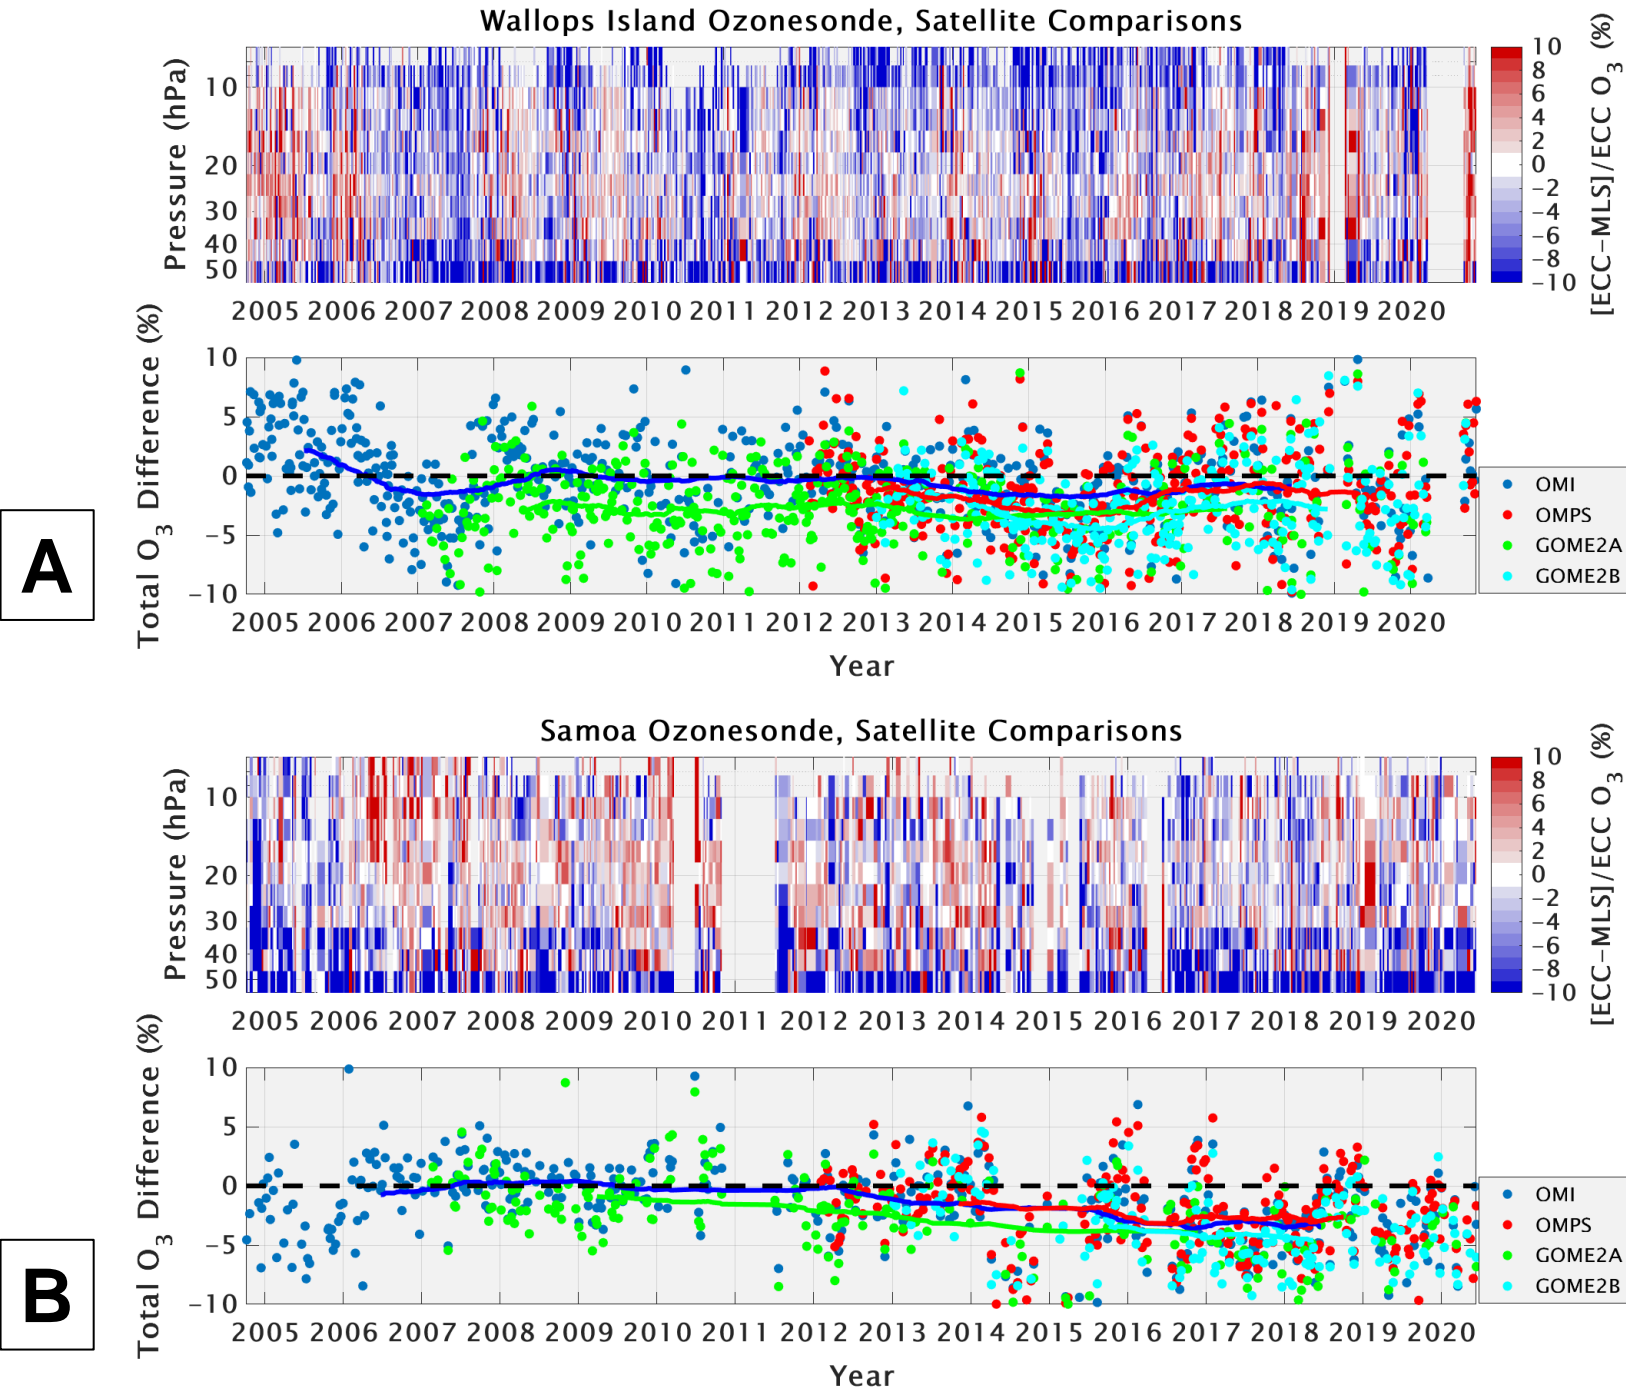 Wallops Island Ozonesonde, Satellite Comparisons
Pressure (hPa)
10
20
30
40
50
2005 2006 2007 2008 2009 2010 2011 2012 2013 2014 2015 2016 2017 2018 2019 2020
10
8
6
4
2
0
−2
−4
−6
−8
−10
[ECC−MLS]/ECC O3 (%)
A
Total O3 Difference (%)
10
5
0
−5
−10
2005 2006 2007 2008 2009 2010 2011 2012 2013 2014 2015 2016 2017 2018 2019 2020
Year
OMI
OMPS
GOME2A
GOME2B
Samoa Ozonesonde, Satellite Comparisons
Pressure (hPa)
10
20
30
40
50
2005 2006 2007 2008 2009 2010 2011 2012 2013 2014 2015 2016 2017 2018 2019 2020
10
8
6
4
2
0
−2
−4
−6
−8
−10
[ECC−MLS]/ECC O3 (%)
B
Total O3 Difference (%)
10
5
0
−5
−10
2005 2006 2007 2008 2009 2010 2011 2012 2013 2014 2015 2016 2017 2018 2019 2020
Year
OMI
OMPS
GOME2A
GOME2B